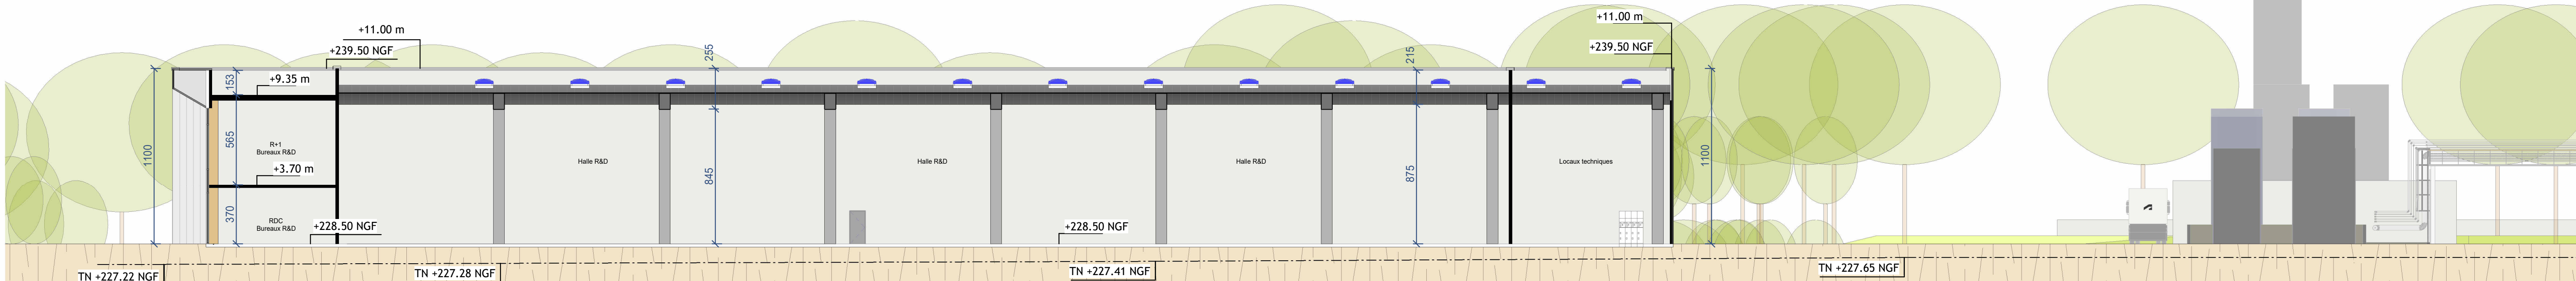 +11.00 m
+239.50 NGF
+9.35 m
153
255
215
+11.00 m
+239.50 NGF
1100
565
R+1
Bureaux R&D
+3.70 m
370
RDC
Bureaux R&D
+228.50 NGF
Halle R&D
845
Halle R&D
+228.50 NGF
Halle R&D
875
Locaux techniques
1100
TN +227.22 NGF
TN +227.28 NGF
TN +227.41 NGF
TN +227.65 NGF